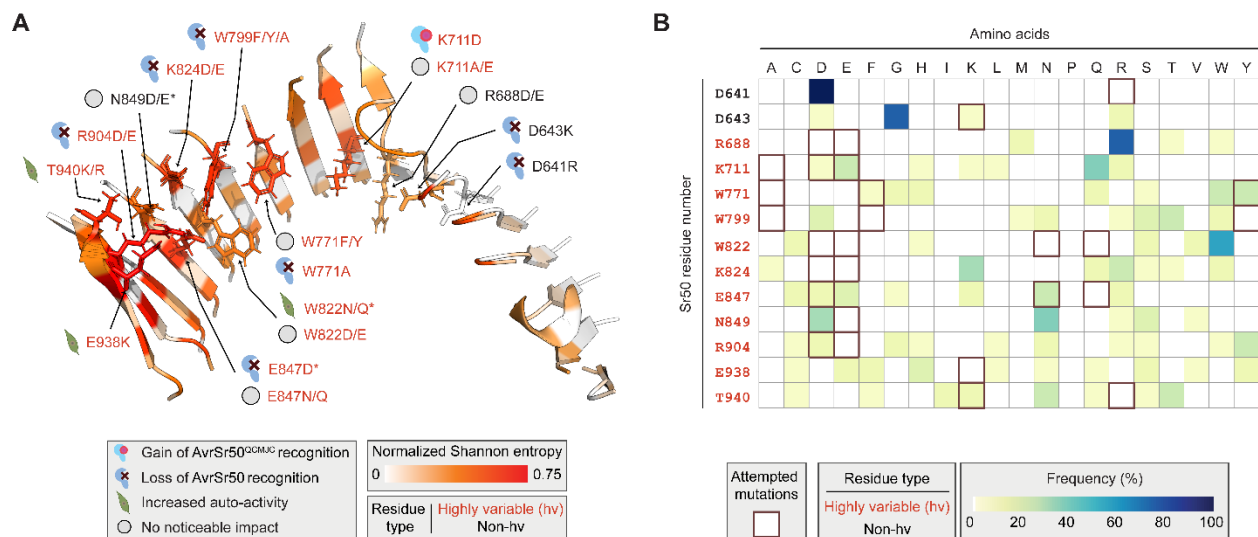 A
W799F/Y/A
K824D/E
N849D/E*
R904D/E
T940K/R
K711D
K711A/E
R688D/E
D643K
D641R
W771F/Y
W771A
W822N/Q*
W822D/E
E938K
E847D*
E847N/Q
Gain of AvrSr50QCMJC recognition
Loss of AvrSr50 recognition
Increased auto-activity
No noticeable impact
Normalized Shannon entropy
0 0.75
Residue type Highly variable (hv)
Non-hv
B
Amino acids
A C D E F G H I K L M N P Q R S T V W Y
Sr50 residue number
D641
D643
R688
K711
W771
W799
W822
K824
E847
N849
R904
E938
T940
Attempted
mutations
Residue type
Highly variable (hv)
Non-hv
Frequency (%)
0 20 40 60 80 100